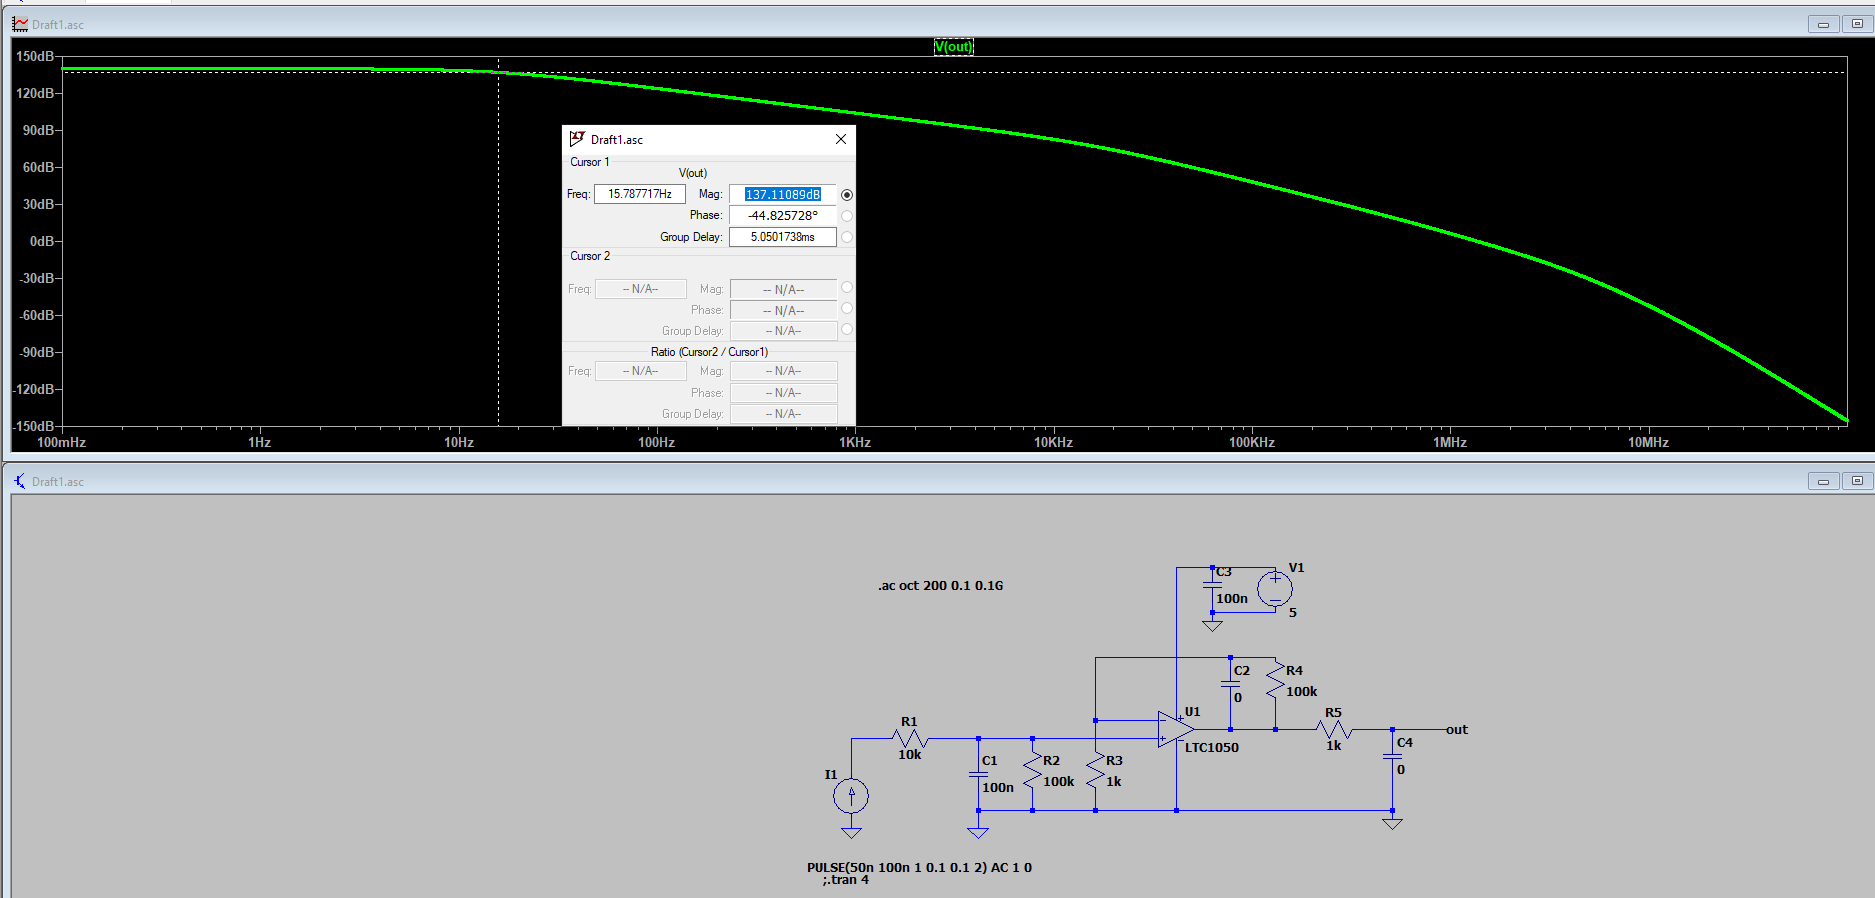 Draft1.asc
V(out)
150dB
120dB
90dB
60dB
30dB
0dB
-30dB
-60dB
-90dB
-120dB
-150dB
100mHz 1Hz 10Hz 100Hz 1KHz 10KHz 100KHz 1MHz 10MHz
Draft1.asc
Cursor 1
V(out)
Freq: 15.787717Hz Mag: 137.11089dB
Phase: -44.825728°
Group Delay: 5.0501738ms
Cursor 2
Freq: -- N/A-- Mag: -- N/A--
Phase: -- N/A--
Group Delay: -- N/A--
Ratio (Cursor2 / Cursor1)
Freq: -- N/A-- Mag: -- N/A--
Phase: -- N/A--
Group Delay: -- N/A--
Draft1.asc
.ac oct 200 0.1 0.1G
C3
100n
V1
5
C2
0
R4
100k
U1
LTC1050
R1
10k
R5
1k
out
C4
0
C1
100n
R2
100k
R3
1k
I1
PULSE(50n 100n 1 0.1 0.1 2) AC 1 0
;.tran 4